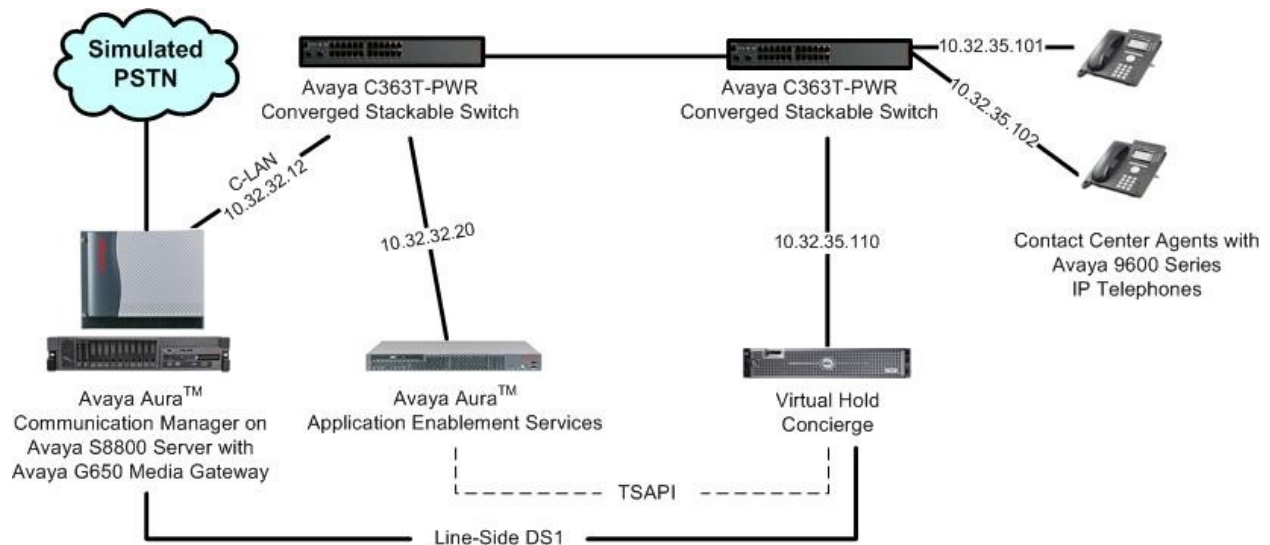 Simulated
PSTN
Avaya C363T-PWR
Converged Stackable Switch
Avaya C363T-PWR
Converged Stackable Switch
10.32.35.101
10.32.35.102
C-LAN
10.32.32.12
10.32.32.20
10.32.35.110
Contact Center Agents with
Avaya 9600 Series
IP Telephones
Avaya Aura™
Communication Manager on
Avaya S8800 Server with
Avaya G650 Media Gateway
Avaya Aura™
Application Enablement Services
Virtual Hold
Concierge
TSAPI
Line-Side DS1